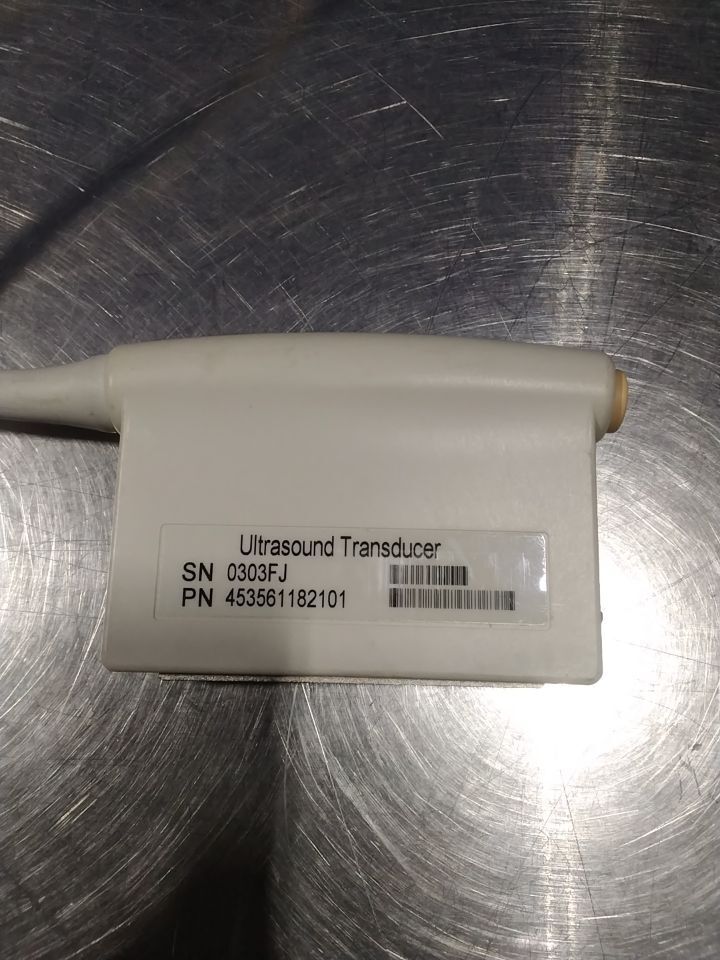 Ultrasound Transducer
SN 0303FJ
PN 453561182101